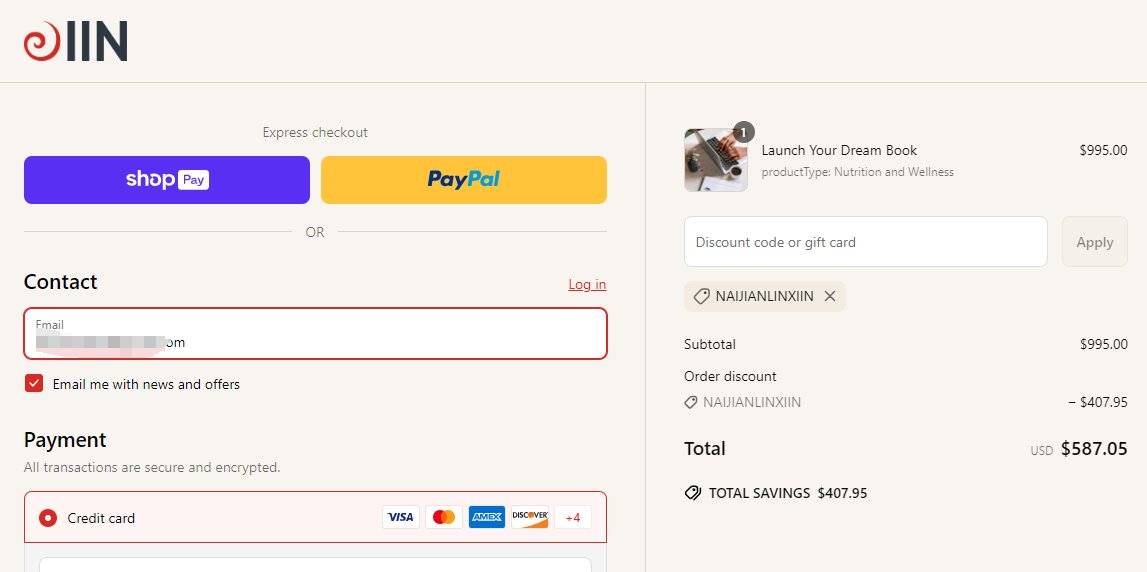 IIN
Express checkout
shop Pay
PayPal
OR
Contact
Log in
Email
om
Email me with news and offers
Payment
All transactions are secure and encrypted.
Credit card
VISA
AMEX
DISCOVER
+4
1
Launch Your Dream Book
$995.00
productType: Nutrition and Wellness
Discount code or gift card
Apply
NAIJIANLINXIIN
Subtotal
$995.00
Order discount
NAIJIANLINXIIN
− $407.95
Total
USD $587.05
TOTAL SAVINGS $407.95